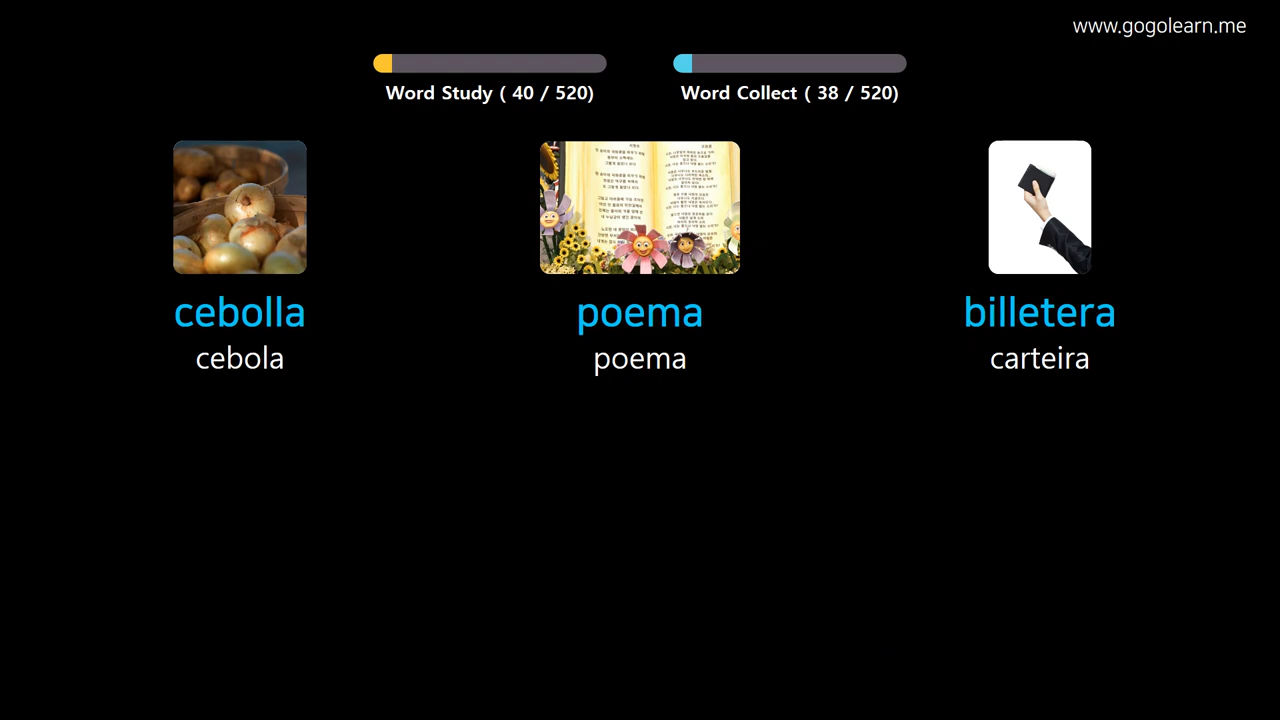 www.gogolearn.me
Word Study ( 40 / 520)
Word Collect ( 38 / 520)
cebolla
poema
billetera
cebola
poema
carteira